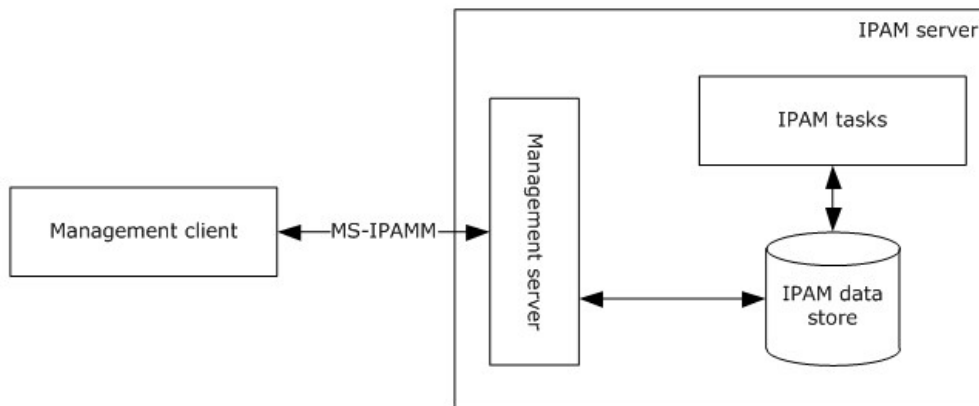 IPAM server
IPAM tasks
Management server
Management client
MS-IPAMM
IPAM data
store